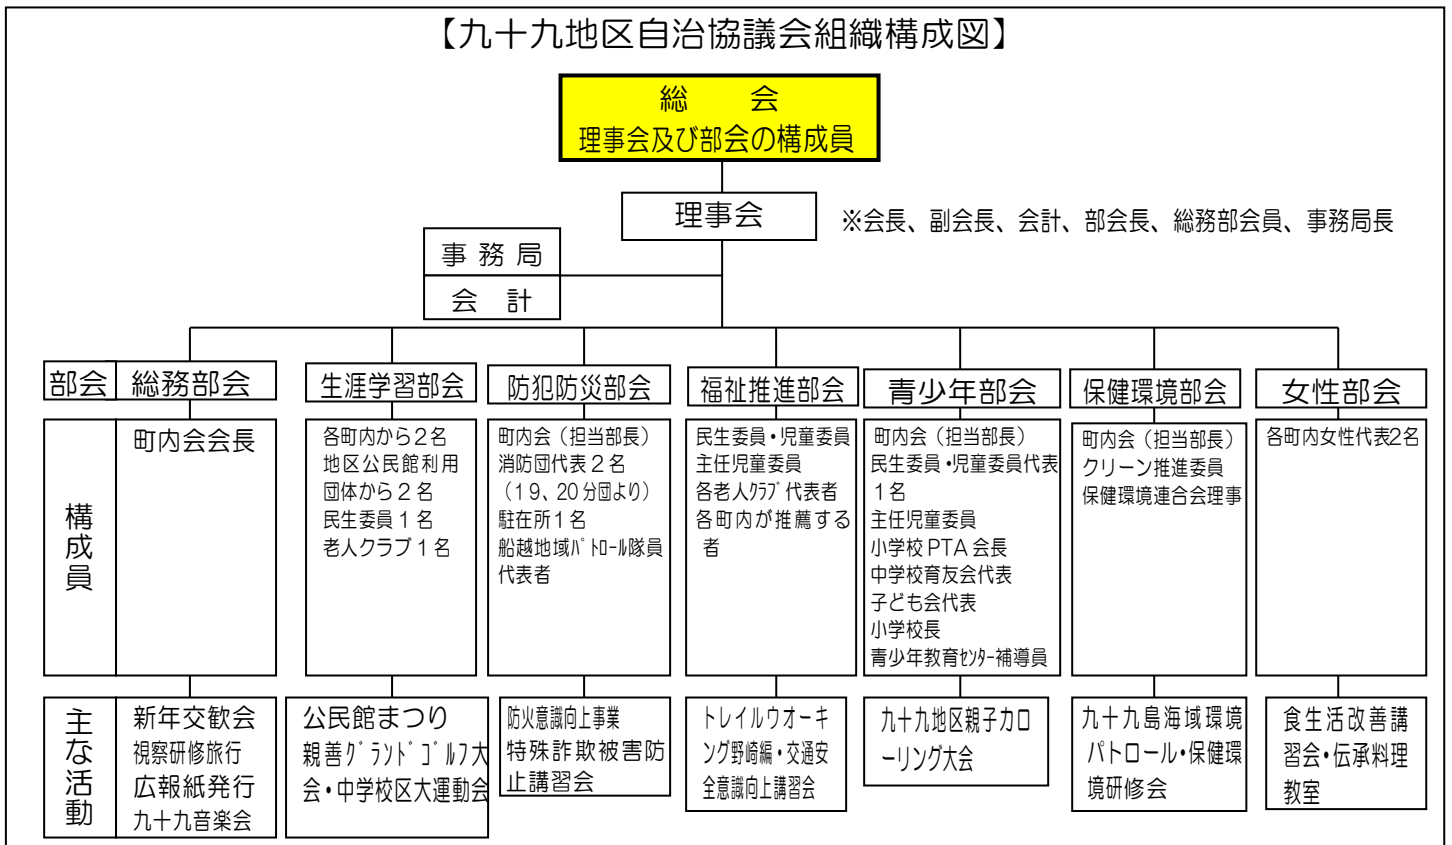 【九十九地区自治協議会組織構成図】
総　会
理事会及び部会の構成員
理事会
※会長、副会長、会計、部会長、総務部会員、事務局長
事務局
会　計
部会
総務部会
生涯学習部会
防犯防災部会
福祉推進部会
青少年部会
保健環境部会
女性部会
構成員
町内会会長
各町内から２名
地区公民館利用
団体から２名
民生委員１名
老人クラブ１名
町内会（担当部長）
消防団代表２名
（１９、２０分団より）
駐在所１名
船越地域ﾊﾟﾄﾛｰﾙ隊員
代表者
民生委員・児童委員
主任児童委員
各老人ｸﾗﾌﾞ代表者
各町内が推薦する
者
町内会（担当部長）
民生委員・児童委員代表
１名
主任児童委員
小学校PTA会長
中学校育友会代表
子ども会代表
小学校長
青少年教育ｾﾝﾀｰ補導員
町内会（担当部長）
クリーン推進委員
保健環境連合会理事
各町内女性代表2名
主な活動
新年交歓会
視察研修旅行
広報紙発行
九十九音楽会
公民館まつり
親善ｸﾞﾗﾝﾄﾞｺﾞﾙﾌ大
会・中学校区大運動会
防火意識向上事業
特殊詐欺被害防
止講習会
トレイルウオーキ
ング野崎編・交通安
全意識向上講習会
九十九地区親子カロ
ーリング大会
九十九島海域環境
パトロール・保健環
境研修会
食生活改善講
習会・伝承料理
教室